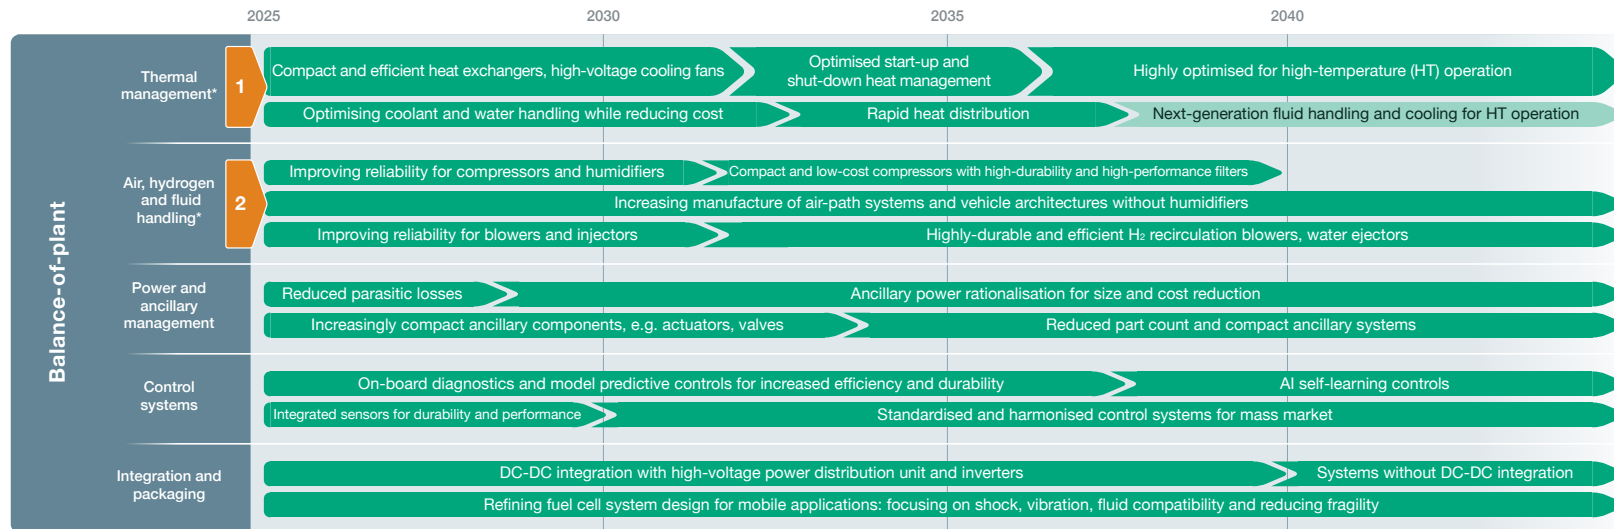 2025
2030
2035
2040
Balance-of-plant
Thermal
management*
1
Compact and efficient heat exchangers, high-voltage cooling fans
Optimised start-up and
shut-down heat management
Highly optimised for high-temperature (HT) operation
Optimising coolant and water handling while reducing cost
Rapid heat distribution
Next-generation fluid handling and cooling for HT operation
Air, hydrogen
and fluid
handling*
2
Improving reliability for compressors and humidifiers
Compact and low-cost compressors with high-durability and high-performance filters
Increasing manufacture of air-path systems and vehicle architectures without humidifiers
Improving reliability for blowers and injectors
Highly-durable and efficient H₂ recirculation blowers, water ejectors
Power and
ancillary
management
Reduced parasitic losses
Ancillary power rationalisation for size and cost reduction
Increasingly compact ancillary components, e.g. actuators, valves
Reduced part count and compact ancillary systems
Control
systems
On-board diagnostics and model predictive controls for increased efficiency and durability
AI self-learning controls
Integrated sensors for durability and performance
Standardised and harmonised control systems for mass market
Integration and
packaging
DC-DC integration with high-voltage power distribution unit and inverters
Systems without DC-DC integration
Refining fuel cell system design for mobile applications: focusing on shock, vibration, fluid compatibility and reducing fragility